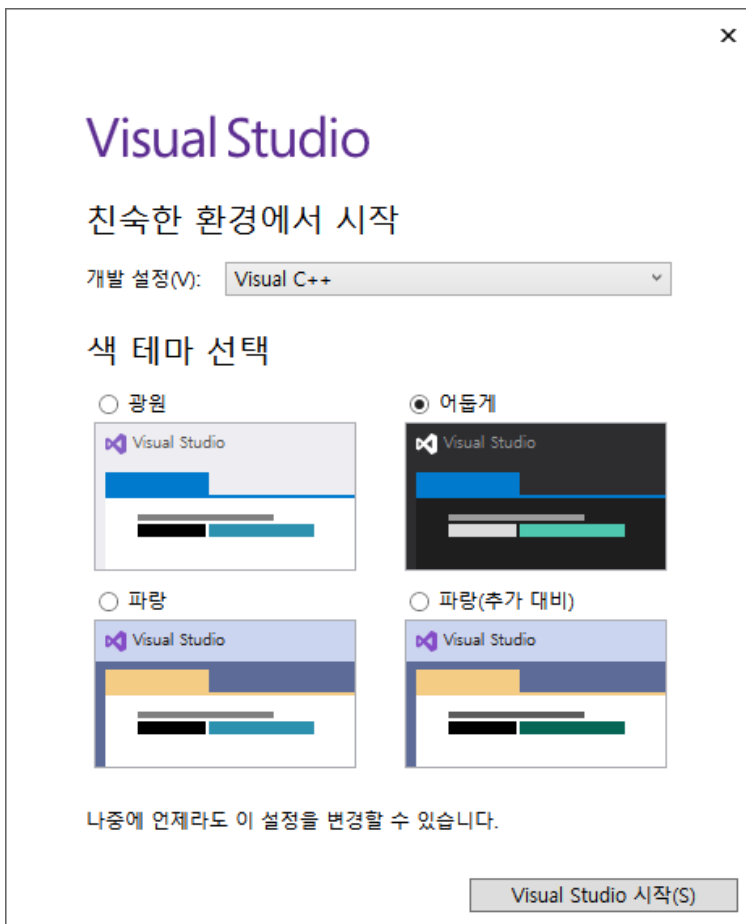 Visual Studio
친숙한 환경에서 시작
개발 설정(V): Visual C++
색 테마 선택
광원 어둡게
Visual Studio Visual Studio
파랑 파랑(추가 대비)
Visual Studio Visual Studio
나중에 언제라도 이 설정을 변경할 수 있습니다.
Visual Studio 시작(S)